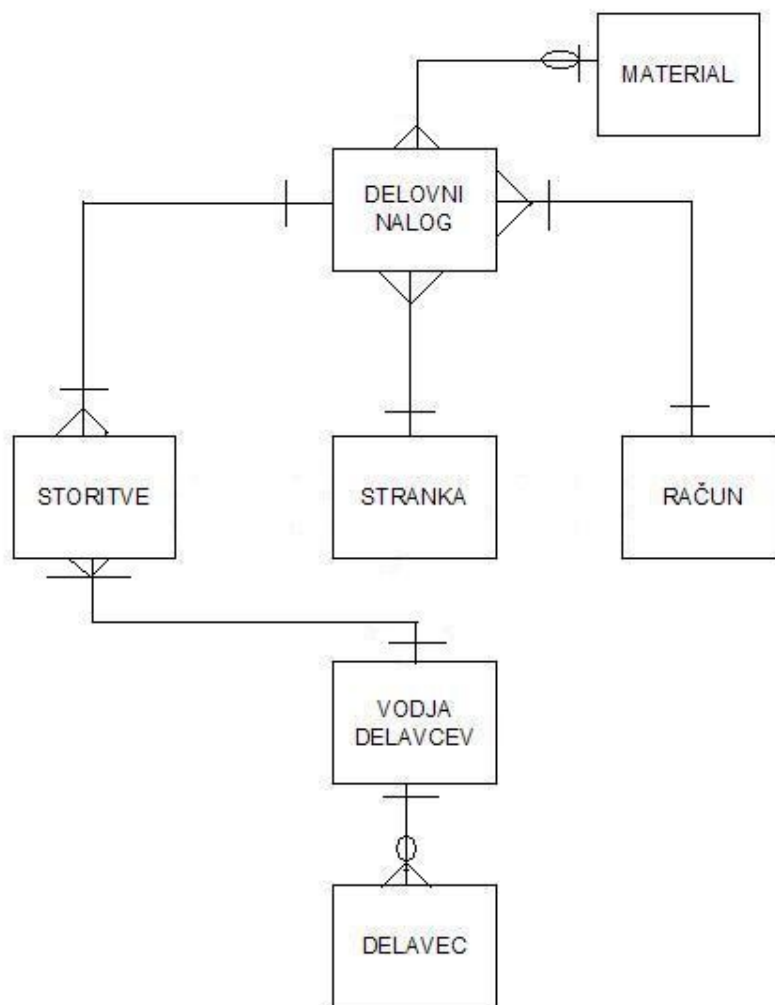 MATERIAL
DELOVNI
NALOG
STORITVE
STRANKA
RAČUN
VODJA
DELAVCEV
DELAVEC